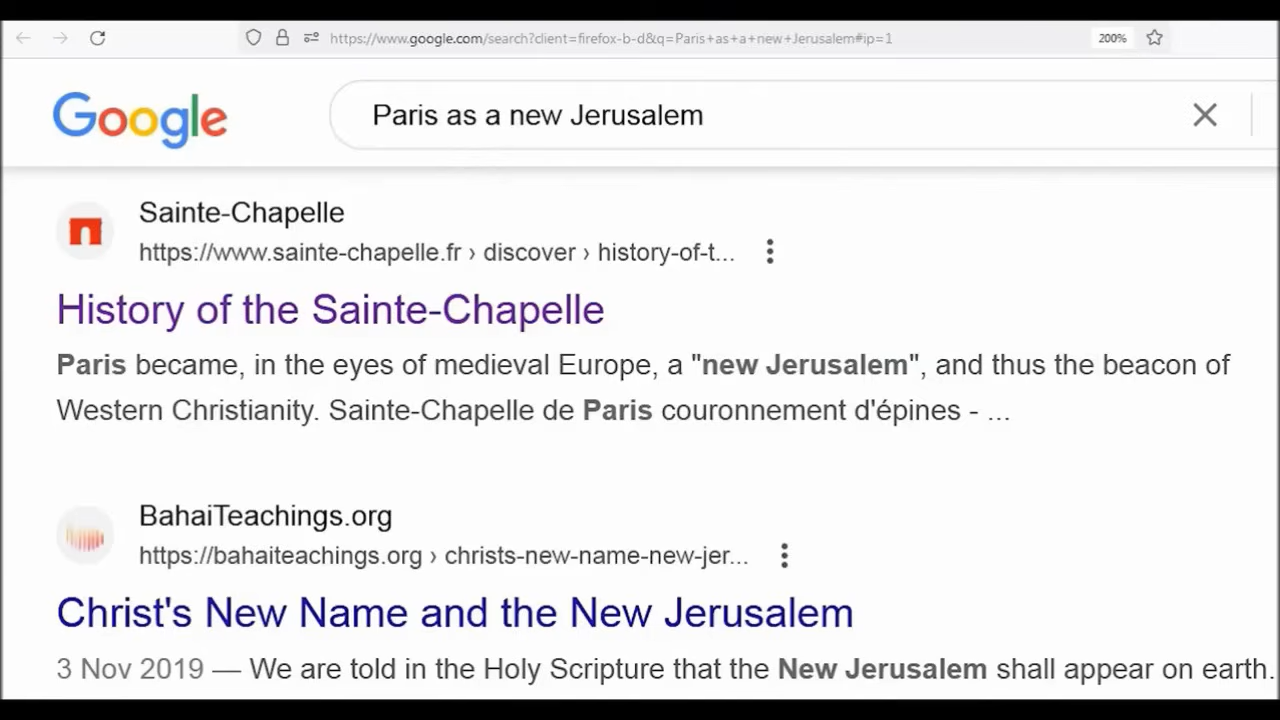 https://www.google.com/search?client=firefox-b-d&q=Paris+as+a+new+Jerusalem#ip=1
200%
Google
Paris as a new Jerusalem
Sainte-Chapelle
https://www.sainte-chapelle.fr › discover › history-of-t...
History of the Sainte-Chapelle
Paris became, in the eyes of medieval Europe, a "new Jerusalem", and thus the beacon of
Western Christianity. Sainte-Chapelle de Paris couronnement d'épines - ...
BahaiTeachings.org
https://bahaiteachings.org › christs-new-name-new-jer...
Christ's New Name and the New Jerusalem
3 Nov 2019 — We are told in the Holy Scripture that the New Jerusalem shall appear on earth.